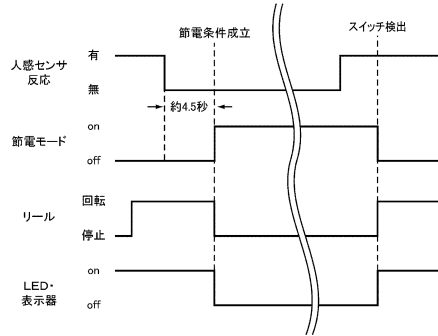 節電条件成立
スイッチ検出
人感センサ
反応
有
無
約4.5秒
節電モード
on
off
リール
回転
停止
LED・
表示器
on
off